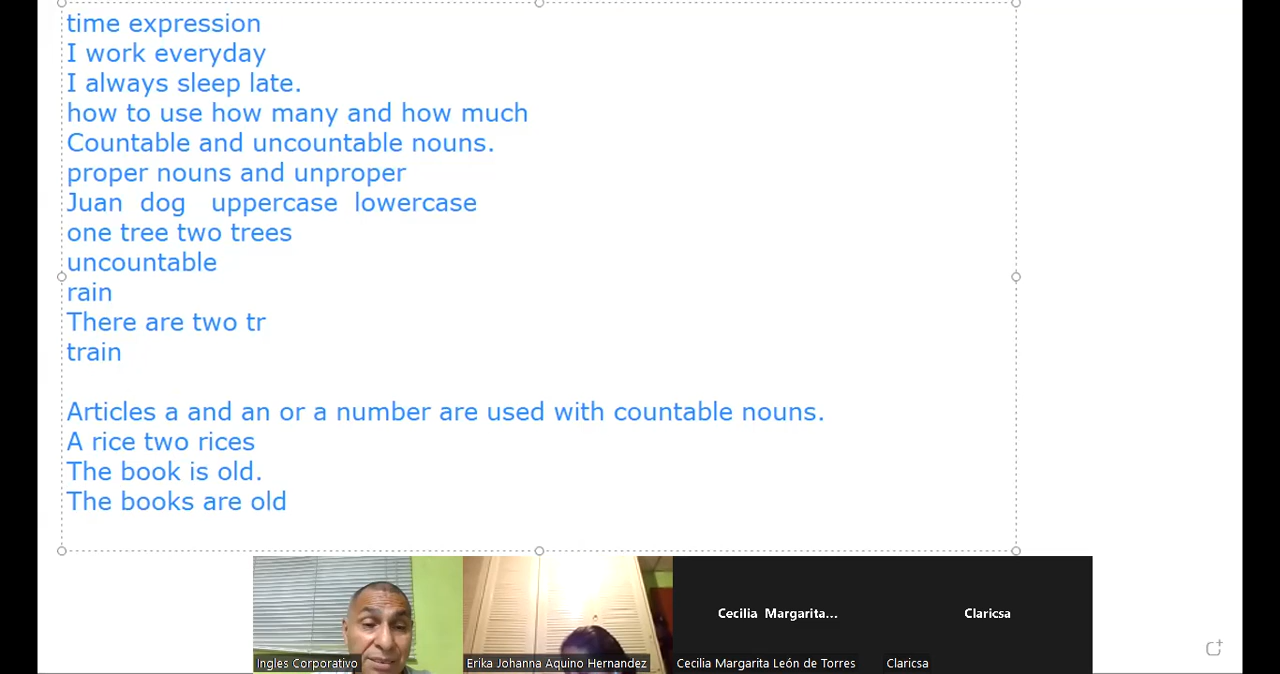 time expression
I work everyday
I always sleep late.
how to use how many and how much
Countable and uncountable nouns.
proper nouns and unproper
Juan dog uppercase lowercase
one tree two trees
uncountable
rain
There are two tr
train
Articles a and an or a number are used with countable nouns.
A rice two rices
The book is old.
The books are old
Cecilia Margarita...
Claricsa
Ingles Corporativo
Erika Johanna Aquino Hernandez
Cecilia Margarita León de Torres
Claricsa